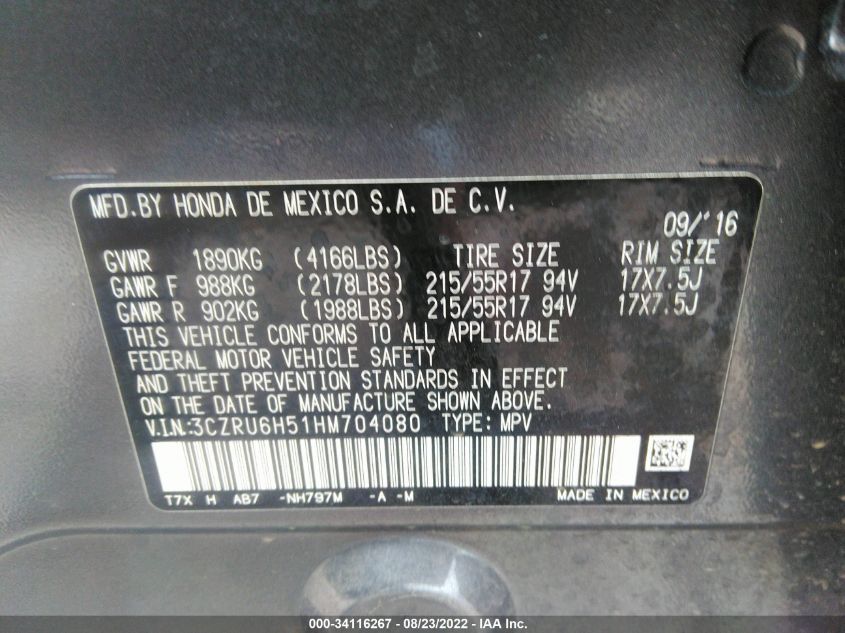 MFD.BY HONDA DE MEXICO S.A. DE C.V.
09/'16
GVWR 1890KG (4166LBS) TIRE SIZE RIM SIZE
GAWR F 988KG (2178LBS) 215/55R17 94V 17X7.5J
GAWR R 902KG (1988LBS) 215/55R17 94V 17X7.5J
THIS VEHICLE CONFORMS TO ALL APPLICABLE
FEDERAL MOTOR VEHICLE SAFETY
AND THEFT PREVENTION STANDARDS IN EFFECT
ON THE DATE OF MANUFACTURE SHOWN ABOVE.
V.I.N:3CZRU6H51HM704080 TYPE: MPV
T7X H AB7 -NH797M -A -M MADE IN MEXICO
000-34116267 - 08/23/2022 - IAA Inc.